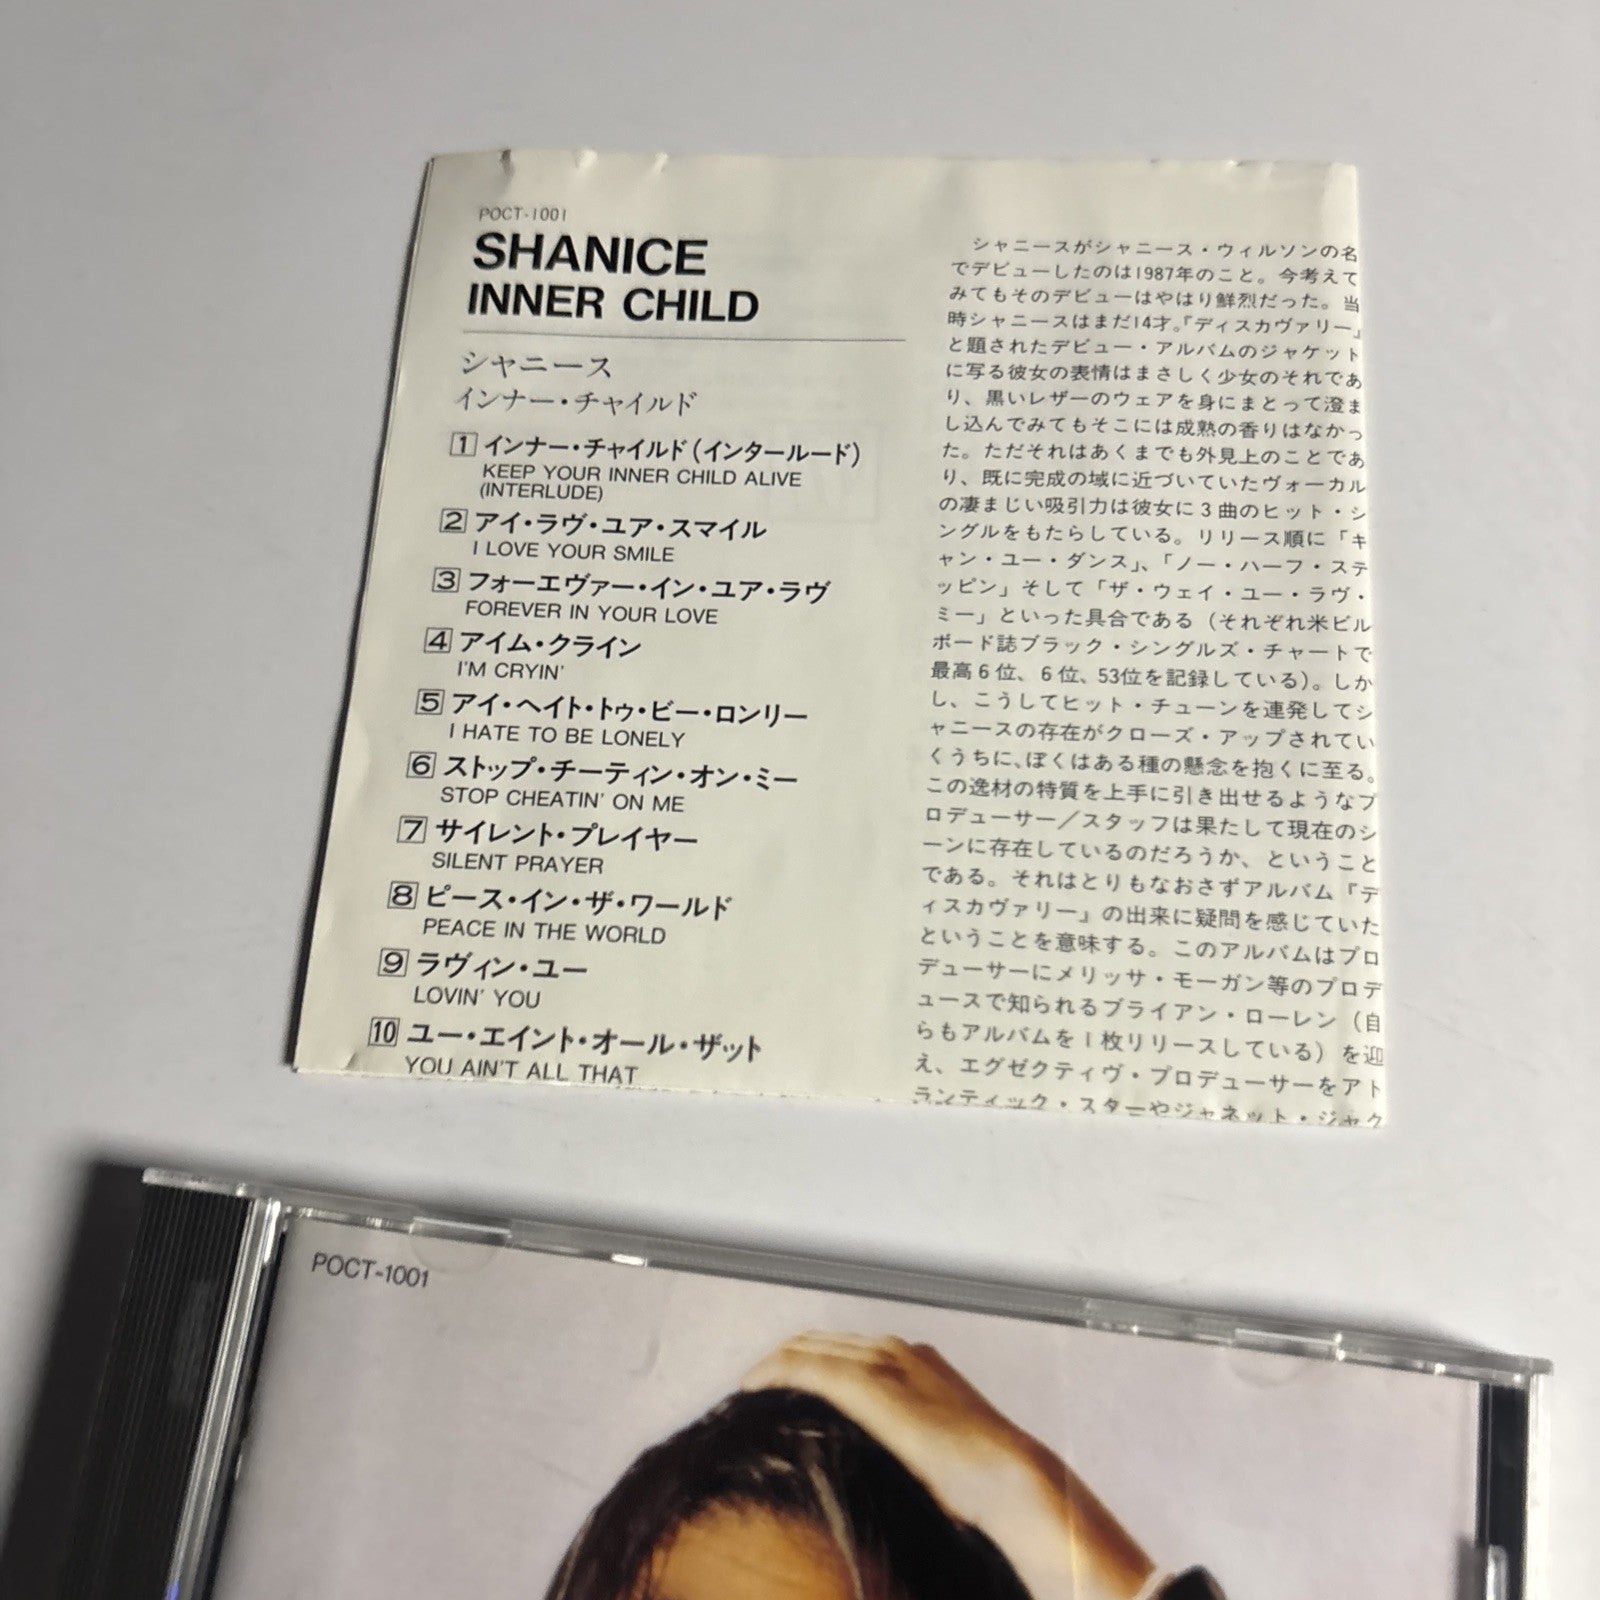 POCT-1001
SHANICE
INNER CHILD
シャニース
インナー・チャイルド
1 インナー・チャイルド(インタールード)
KEEP YOUR INNER CHILD ALIVE
(INTERLUDE)
2 アイ・ラヴ・ユア・スマイル
I LOVE YOUR SMILE
3 フォーエヴァー・イン・ユア・ラヴ
FOREVER IN YOUR LOVE
4 アイム・クライン
I'M CRYIN'
5 アイ・ヘイト・トゥ・ビー・ロンリー
I HATE TO BE LONELY
6 ストップ・チーティン・オン・ミー
STOP CHEATIN' ON ME
7 サイレント・プレイヤー
SILENT PRAYER
8 ピース・イン・ザ・ワールド
PEACE IN THE WORLD
9 ラヴィン・ユー
LOVIN' YOU
10 ユー・エイント・オール・ザット
YOU AIN'T ALL THAT
シャニースがシャニース・ウィルソンの名
でデビューしたのは1987年のこと。今考えて
みてもそのデビューはやはり鮮烈だった。当
時シャニースはまだ14才。『ディスカヴァリー』
と題されたデビュー・アルバムのジャケット
に写る彼女の表情はまさしく少女のそれであ
り、黒いレザーのウェアを身にまとって澄ま
し込んでみてもそこには成熟の香りはなかっ
た。ただそれはあくまでも外見上のことであ
り、既に完成の域に近づいていたヴォーカル
の凄まじい吸引力は彼女に3曲のヒット・シ
ングルをもたらしている。リリース順に「キ
ャン・ユー・ダンス」、「ノー・ハーフ・ステ
ッピン」そして「ザ・ウェイ・ユー・ラヴ・
ミー」といった具合である(それぞれ米ビル
ボード誌ブラック・シングルズ・チャートで
最高6位、6位、53位を記録している)。しか
し、こうしてヒット・チューンを連発してシ
ャニースの存在がクローズ・アップされてい
くうちに、ぼくはある種の懸念を抱くに至る。
この逸材の特質を上手に引き出せるようなプ
ロデューサー/スタッフは果たして現在のシ
ーンに存在しているのだろうか、ということ
である。それはとりもなおさずアルバム『デ
ィスカヴァリー』の出来に疑問を感じていた
ということを意味する。このアルバムはプロ
デューサーにメリッサ・モーガン等のプロデ
ュースで知られるブライアン・ローレン(自
らもアルバムを1枚リリースしている)を迎
え、エグゼクティヴ・プロデューサーをアト
ランティック・スターやジャネット・ジャク
POCT-1001